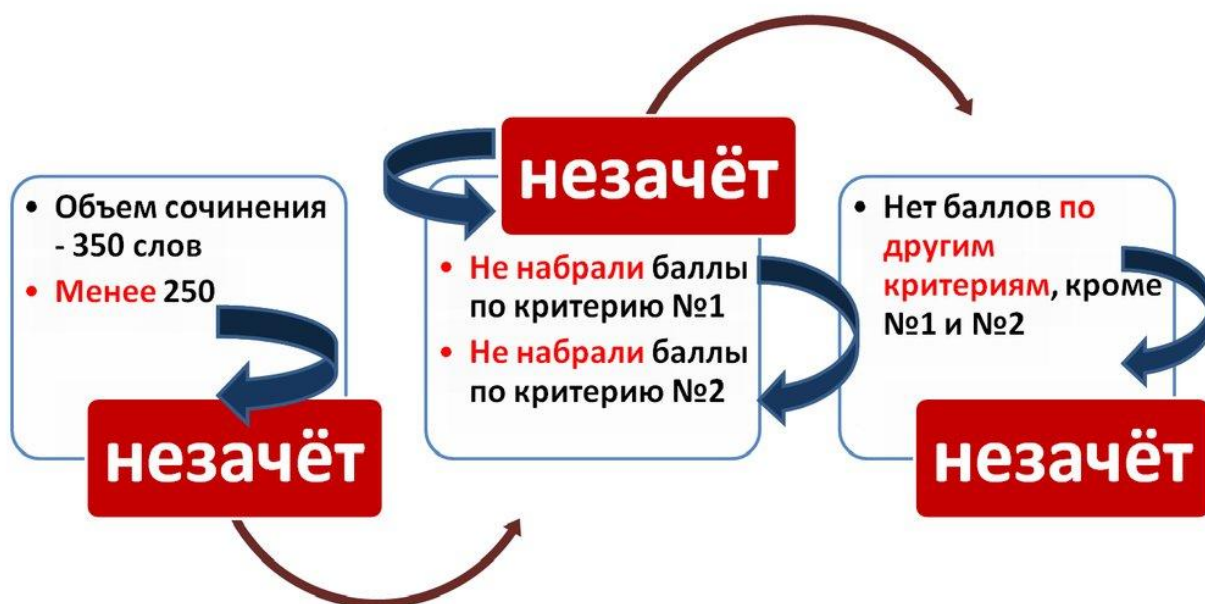 • Объем сочинения
- 350 слов
• Менее 250
незачёт
незачёт
• Не набрали баллы
по критерию №1
• Не набрали баллы
по критерию №2
• Нет баллов по
другим
критериям, кроме
№1 и №2
незачёт